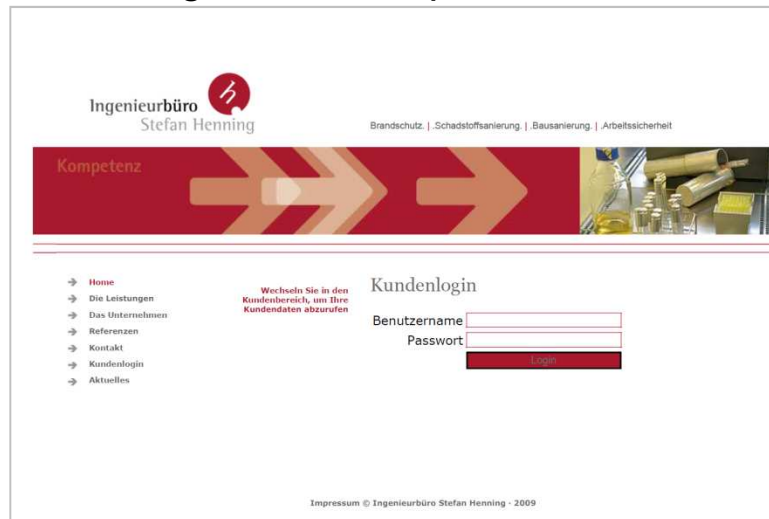 Ingenieurbüro
Stefan Henning
h
Brandschutz. | .Schadstoffsanierung. | .Bausanierung. | .Arbeitssicherheit
Kompetenz
Home
Die Leistungen
Das Unternehmen
Referenzen
Kontakt
Kundenlogin
Aktuelles
Wechseln Sie in den
Kundenbereich, um Ihre
Kundendaten abzurufen
Kundenlogin
Benutzername
Passwort
Login
Impressum © Ingenieurbüro Stefan Henning - 2009